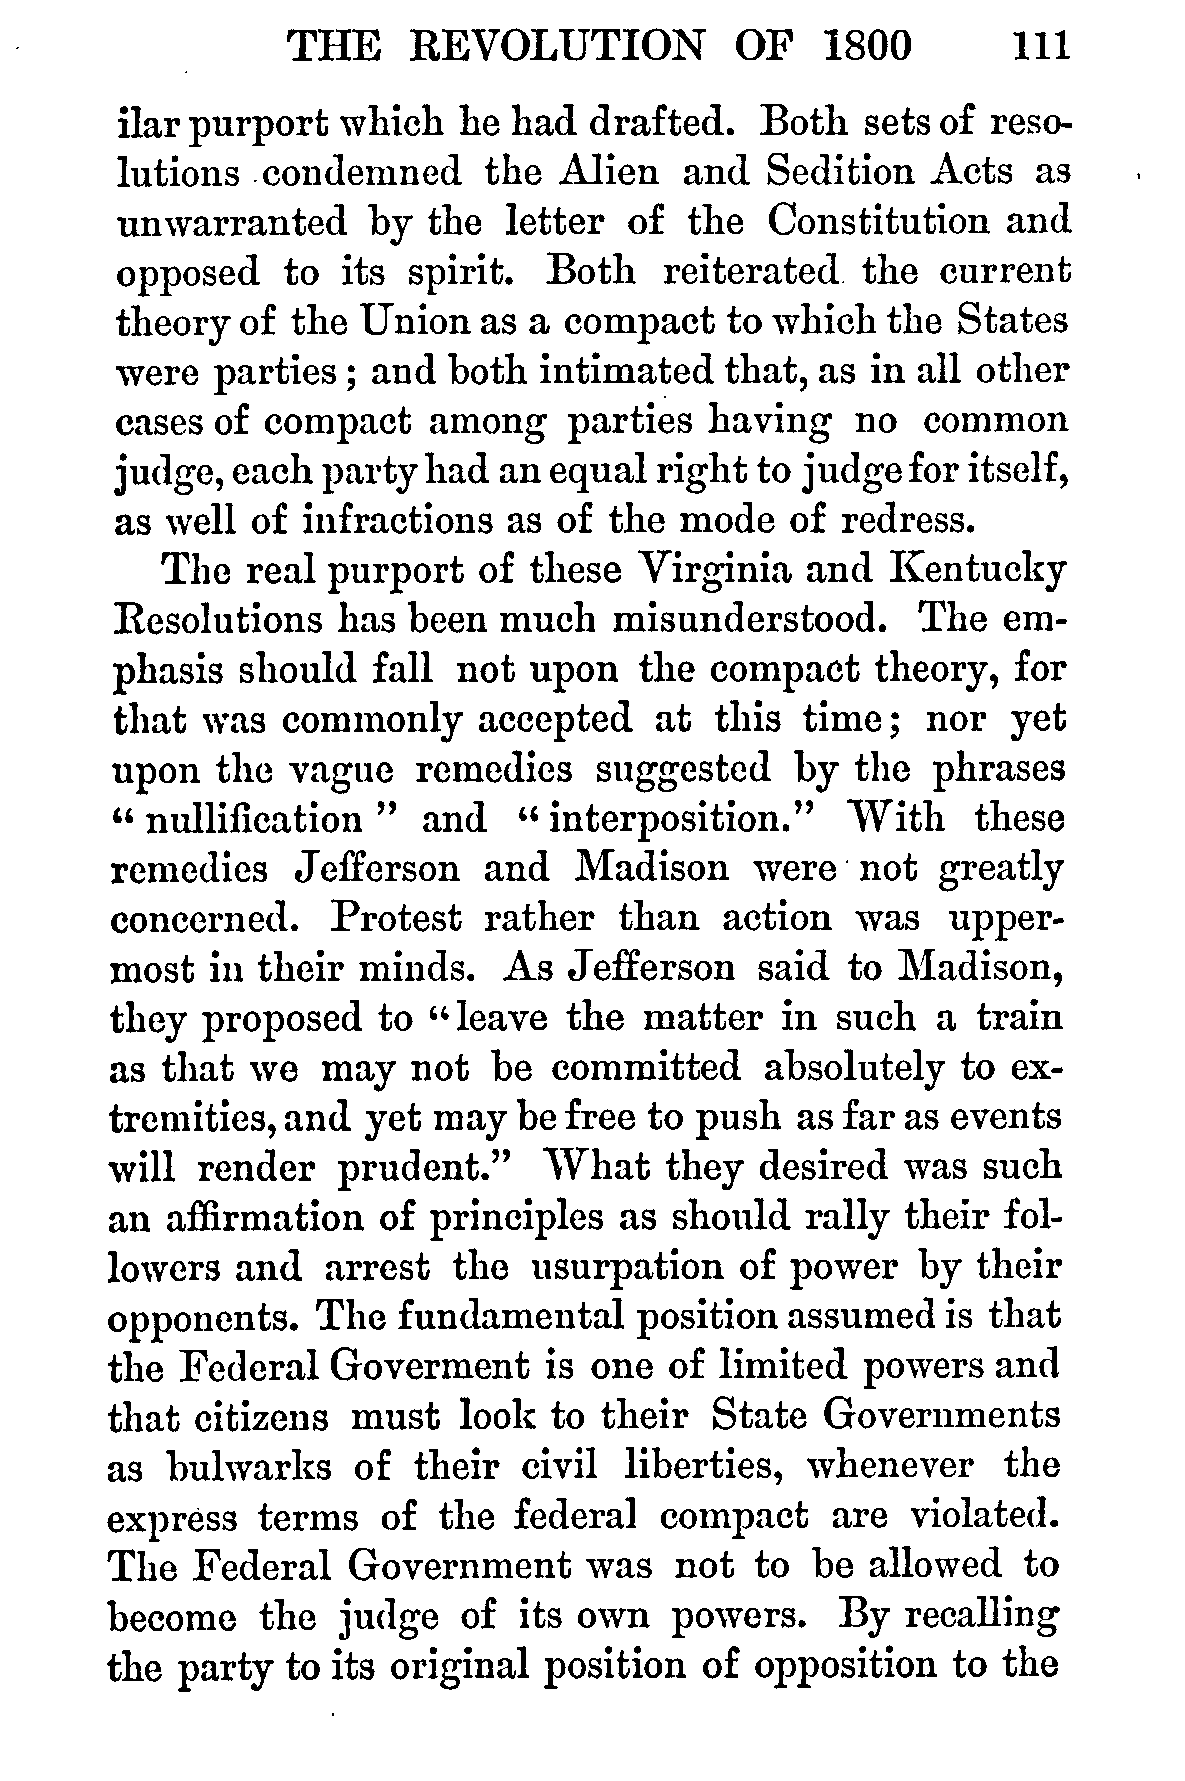 THE REVOLUTION OF 1800 111
ilar purport which he had drafted. Both sets of reso-
lutions condemned the Alien and Sedition Acts as
unwarranted by the letter of the Constitution and
opposed to its spirit. Both reiterated the current
theory of the Union as a compact to which the States
were parties; and both intimated that, as in all other
cases of compact among parties having no common
judge, each party had an equal right to judge for itself,
as well of infractions as of the mode of redress.
The real purport of these Virginia and Kentucky
Resolutions has been much misunderstood. The em-
phasis should fall not upon the compact theory, for
that was commonly accepted at this time; nor yet
upon the vague remedies suggested by the phrases
“nullification” and “interposition.” With these
remedies Jefferson and Madison were not greatly
concerned. Protest rather than action was upper-
most in their minds. As Jefferson said to Madison,
they proposed to “leave the matter in such a train
as that we may not be committed absolutely to ex-
tremities, and yet may be free to push as far as events
will render prudent.” What they desired was such
an affirmation of principles as should rally their fol-
lowers and arrest the usurpation of power by their
opponents. The fundamental position assumed is that
the Federal Goverment is one of limited powers and
that citizens must look to their State Governments
as bulwarks of their civil liberties, whenever the
express terms of the federal compact are violated.
The Federal Government was not to be allowed to
become the judge of its own powers. By recalling
the party to its original position of opposition to the